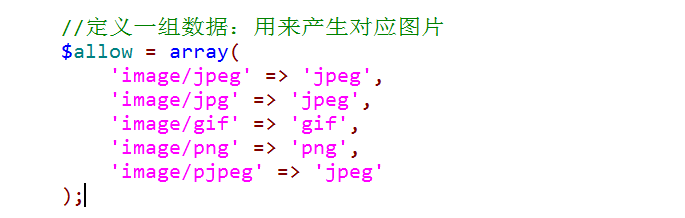 //定义一组数据：用来产生对应图片
$allow = array(
    'image/jpeg' => 'jpeg',
    'image/jpg' => 'jpeg',
    'image/gif' => 'gif',
    'image/png' => 'png',
    'image/pjpeg' => 'jpeg'
);